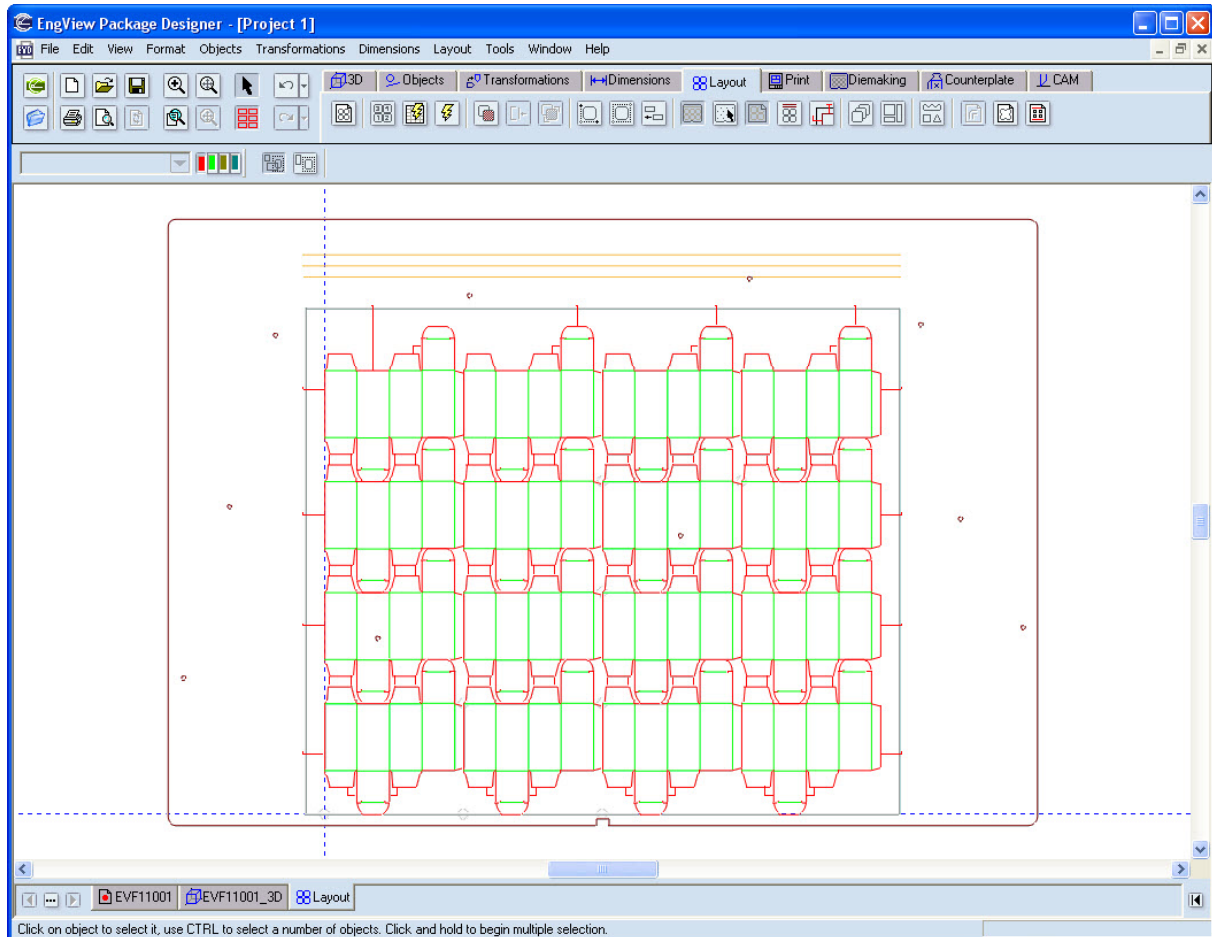 EngView Package Designer - [Project 1]
File Edit View Format Objects Transformations Dimensions Layout Tools Window Help
3D Objects Transformations Dimensions Layout Print Diemaking Counterplate CAM
EVF11001 EVF11001_3D Layout
Click on object to select it, use CTRL to select a number of objects. Click and hold to begin multiple selection.